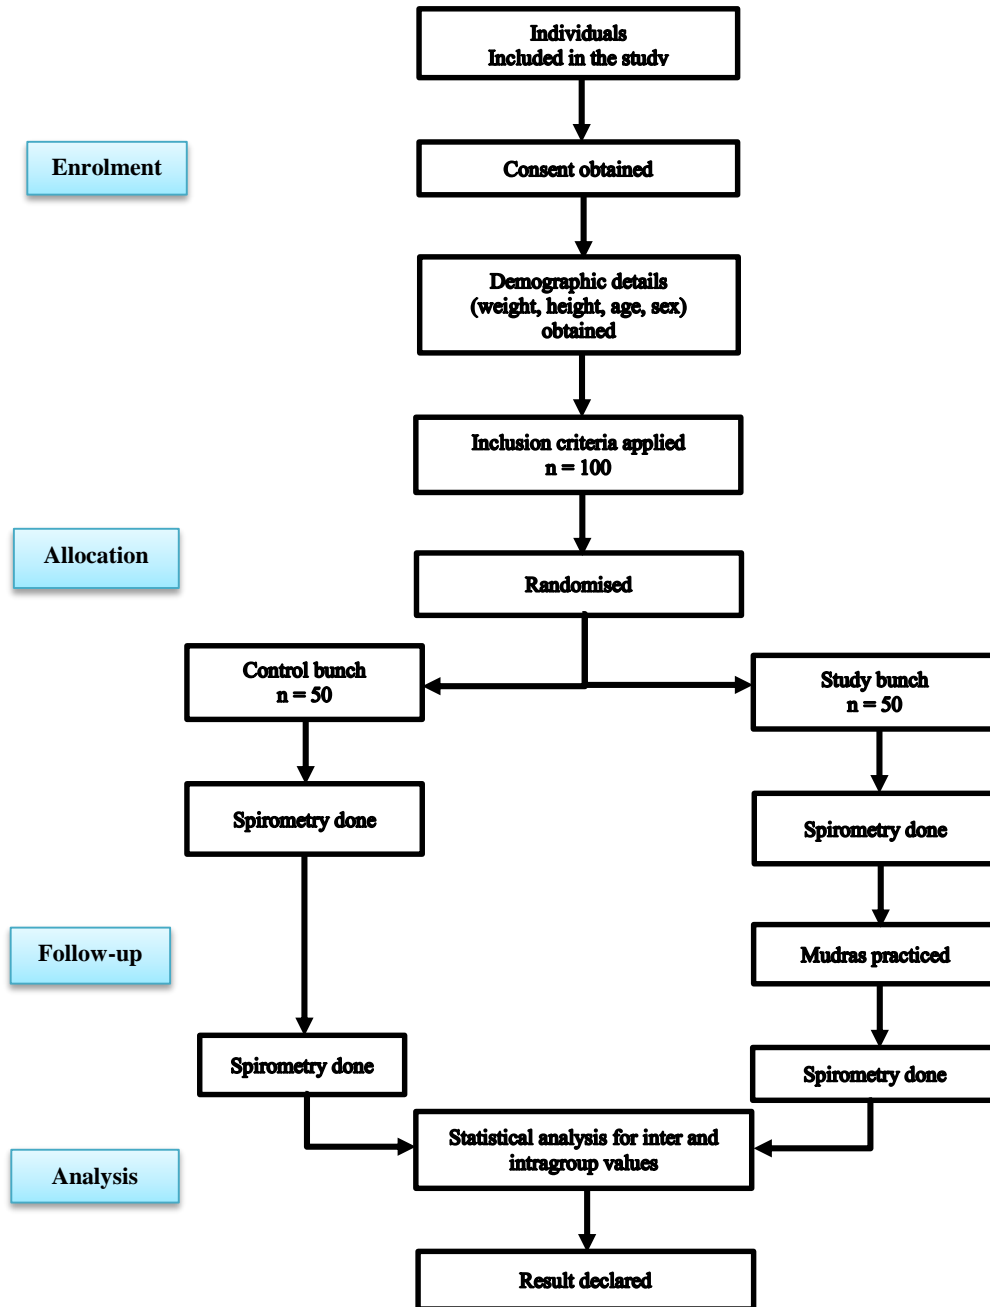 Individuals
Included in the study
Enrolment
Consent obtained
Demographic details
(weight, height, age, sex)
obtained
Inclusion criteria applied
n = 100
Allocation
Randomised
Control bunch
n = 50
Study bunch
n = 50
Spirometry done
Spirometry done
Follow-up
Mudras practiced
Spirometry done
Spirometry done
Statistical analysis for inter and
intragroup values
Analysis
Result declared